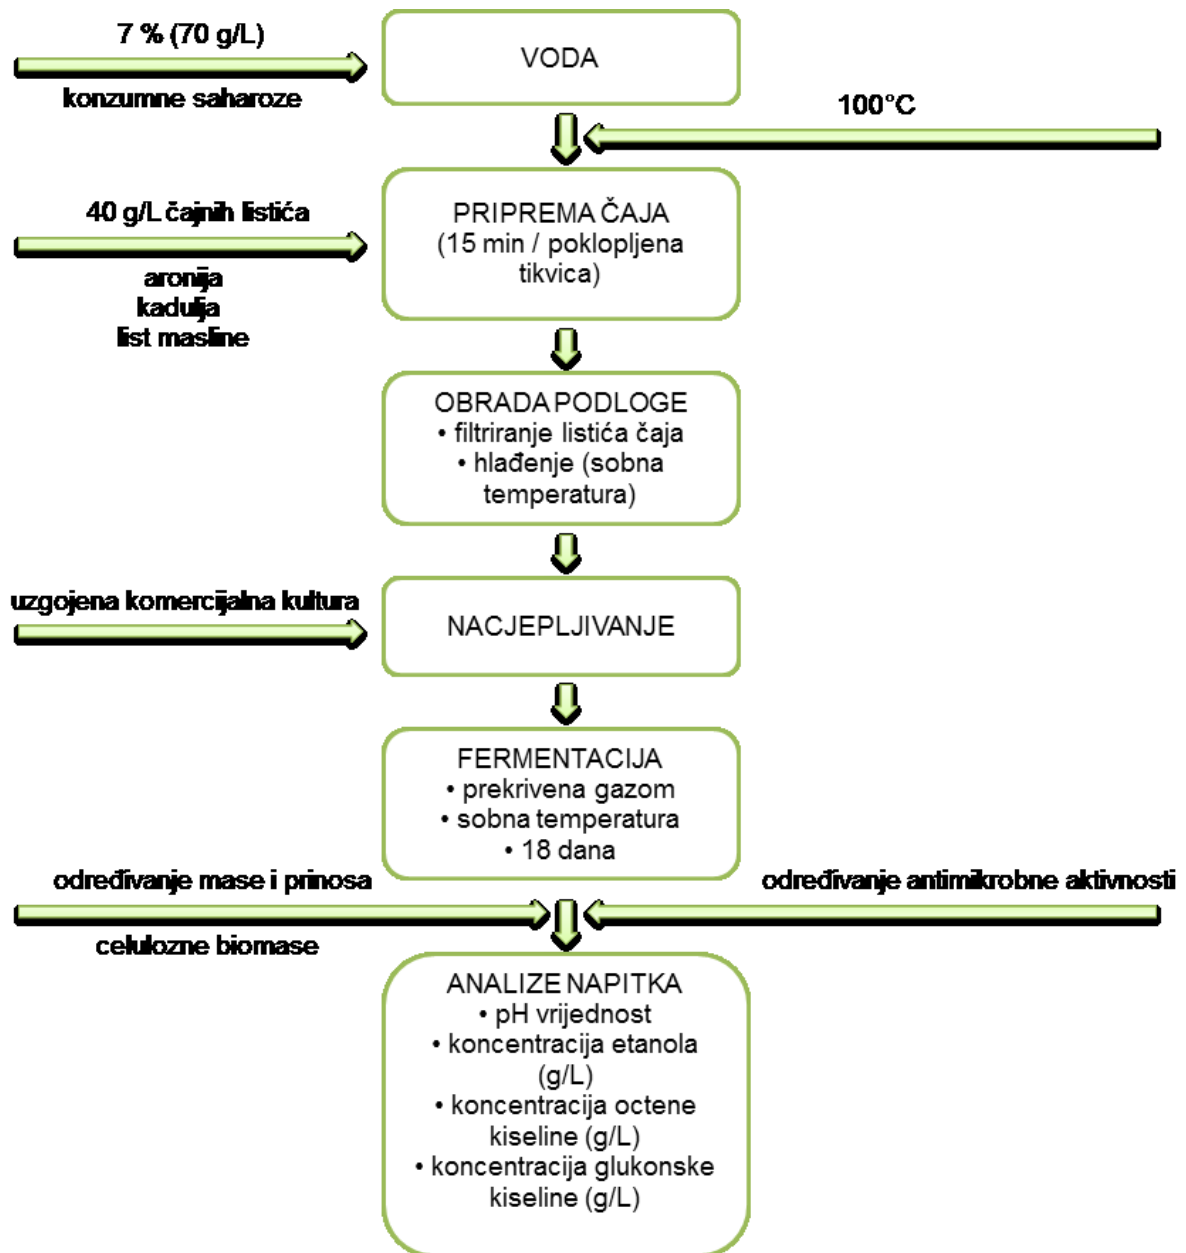 7 % (70 g/L)
konzumne saharoze
VODA
100°C
40 g/L čajnih listića
aronija
kadulja
list masline
PRIPREMA ČAJA
(15 min / poklopljena
tikvica)
OBRADA PODLOGE
• filtriranje listića čaja
• hlađenje (sobna
temperatura)
uzgojena komercijalna kultura
NACJEPLJIVANJE
FERMENTACIJA
• prekrivena gazom
• sobna temperatura
• 18 dana
određivanje mase i prinosa
celulozne biomase
određivanje antimikrobne aktivnosti
ANALIZE NAPITKA
• pH vrijednost
• koncentracija etanola
(g/L)
• koncentracija octene
kiseline (g/L)
• koncentracija glukonske
kiseline (g/L)